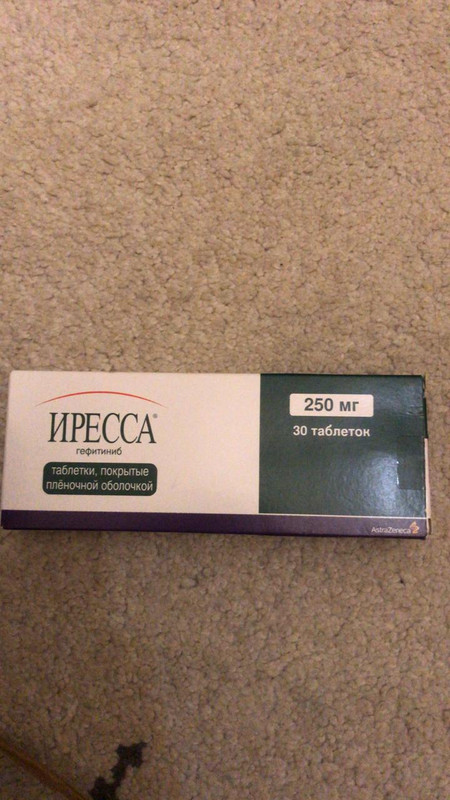 ИРЕССА®
гефитиниб
таблетки, покрытые
плёночной оболочкой
250 мг
30 таблеток
AstraZeneca